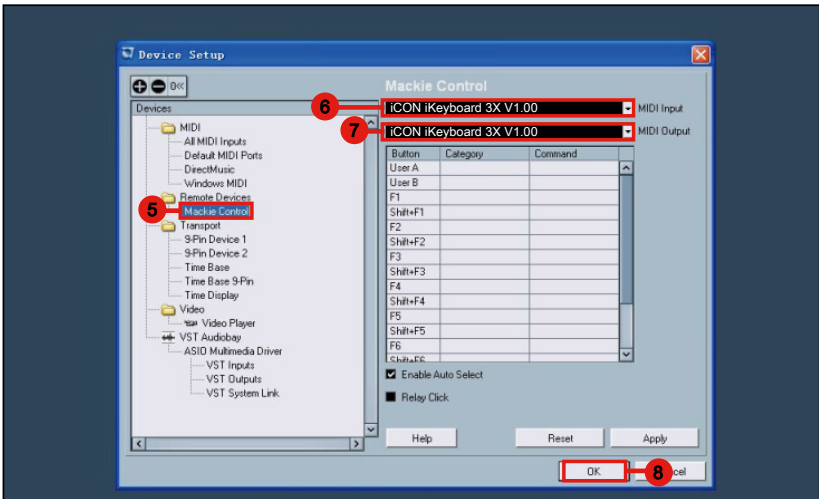 Device Setup
0«
Mackie Control
Devices
6
iCON iKeyboard 3X V1.00
MIDI Input
7
iCON iKeyboard 3X V1.00
MIDI Output
MIDI
All MIDI Inputs
Default MIDI Ports
DirectMusic
Windows MIDI
Remote Devices
5
Mackie Control
Transport
9-Pin Device 1
9-Pin Device 2
Time Base
Time Base 9-Pin
Time Display
Video
Video Player
VST Audiobay
ASIO Multimedia Driver
VST Inputs
VST Outputs
VST System Link
Button Category Command
User A
User B
F1
Shift+F1
F2
Shift+F2
F3
Shift+F3
F4
Shift+F4
F5
Shift+F5
F6
Shift+F6
Enable Auto Select
Relay Click
Help Reset Apply
OK
8
cel